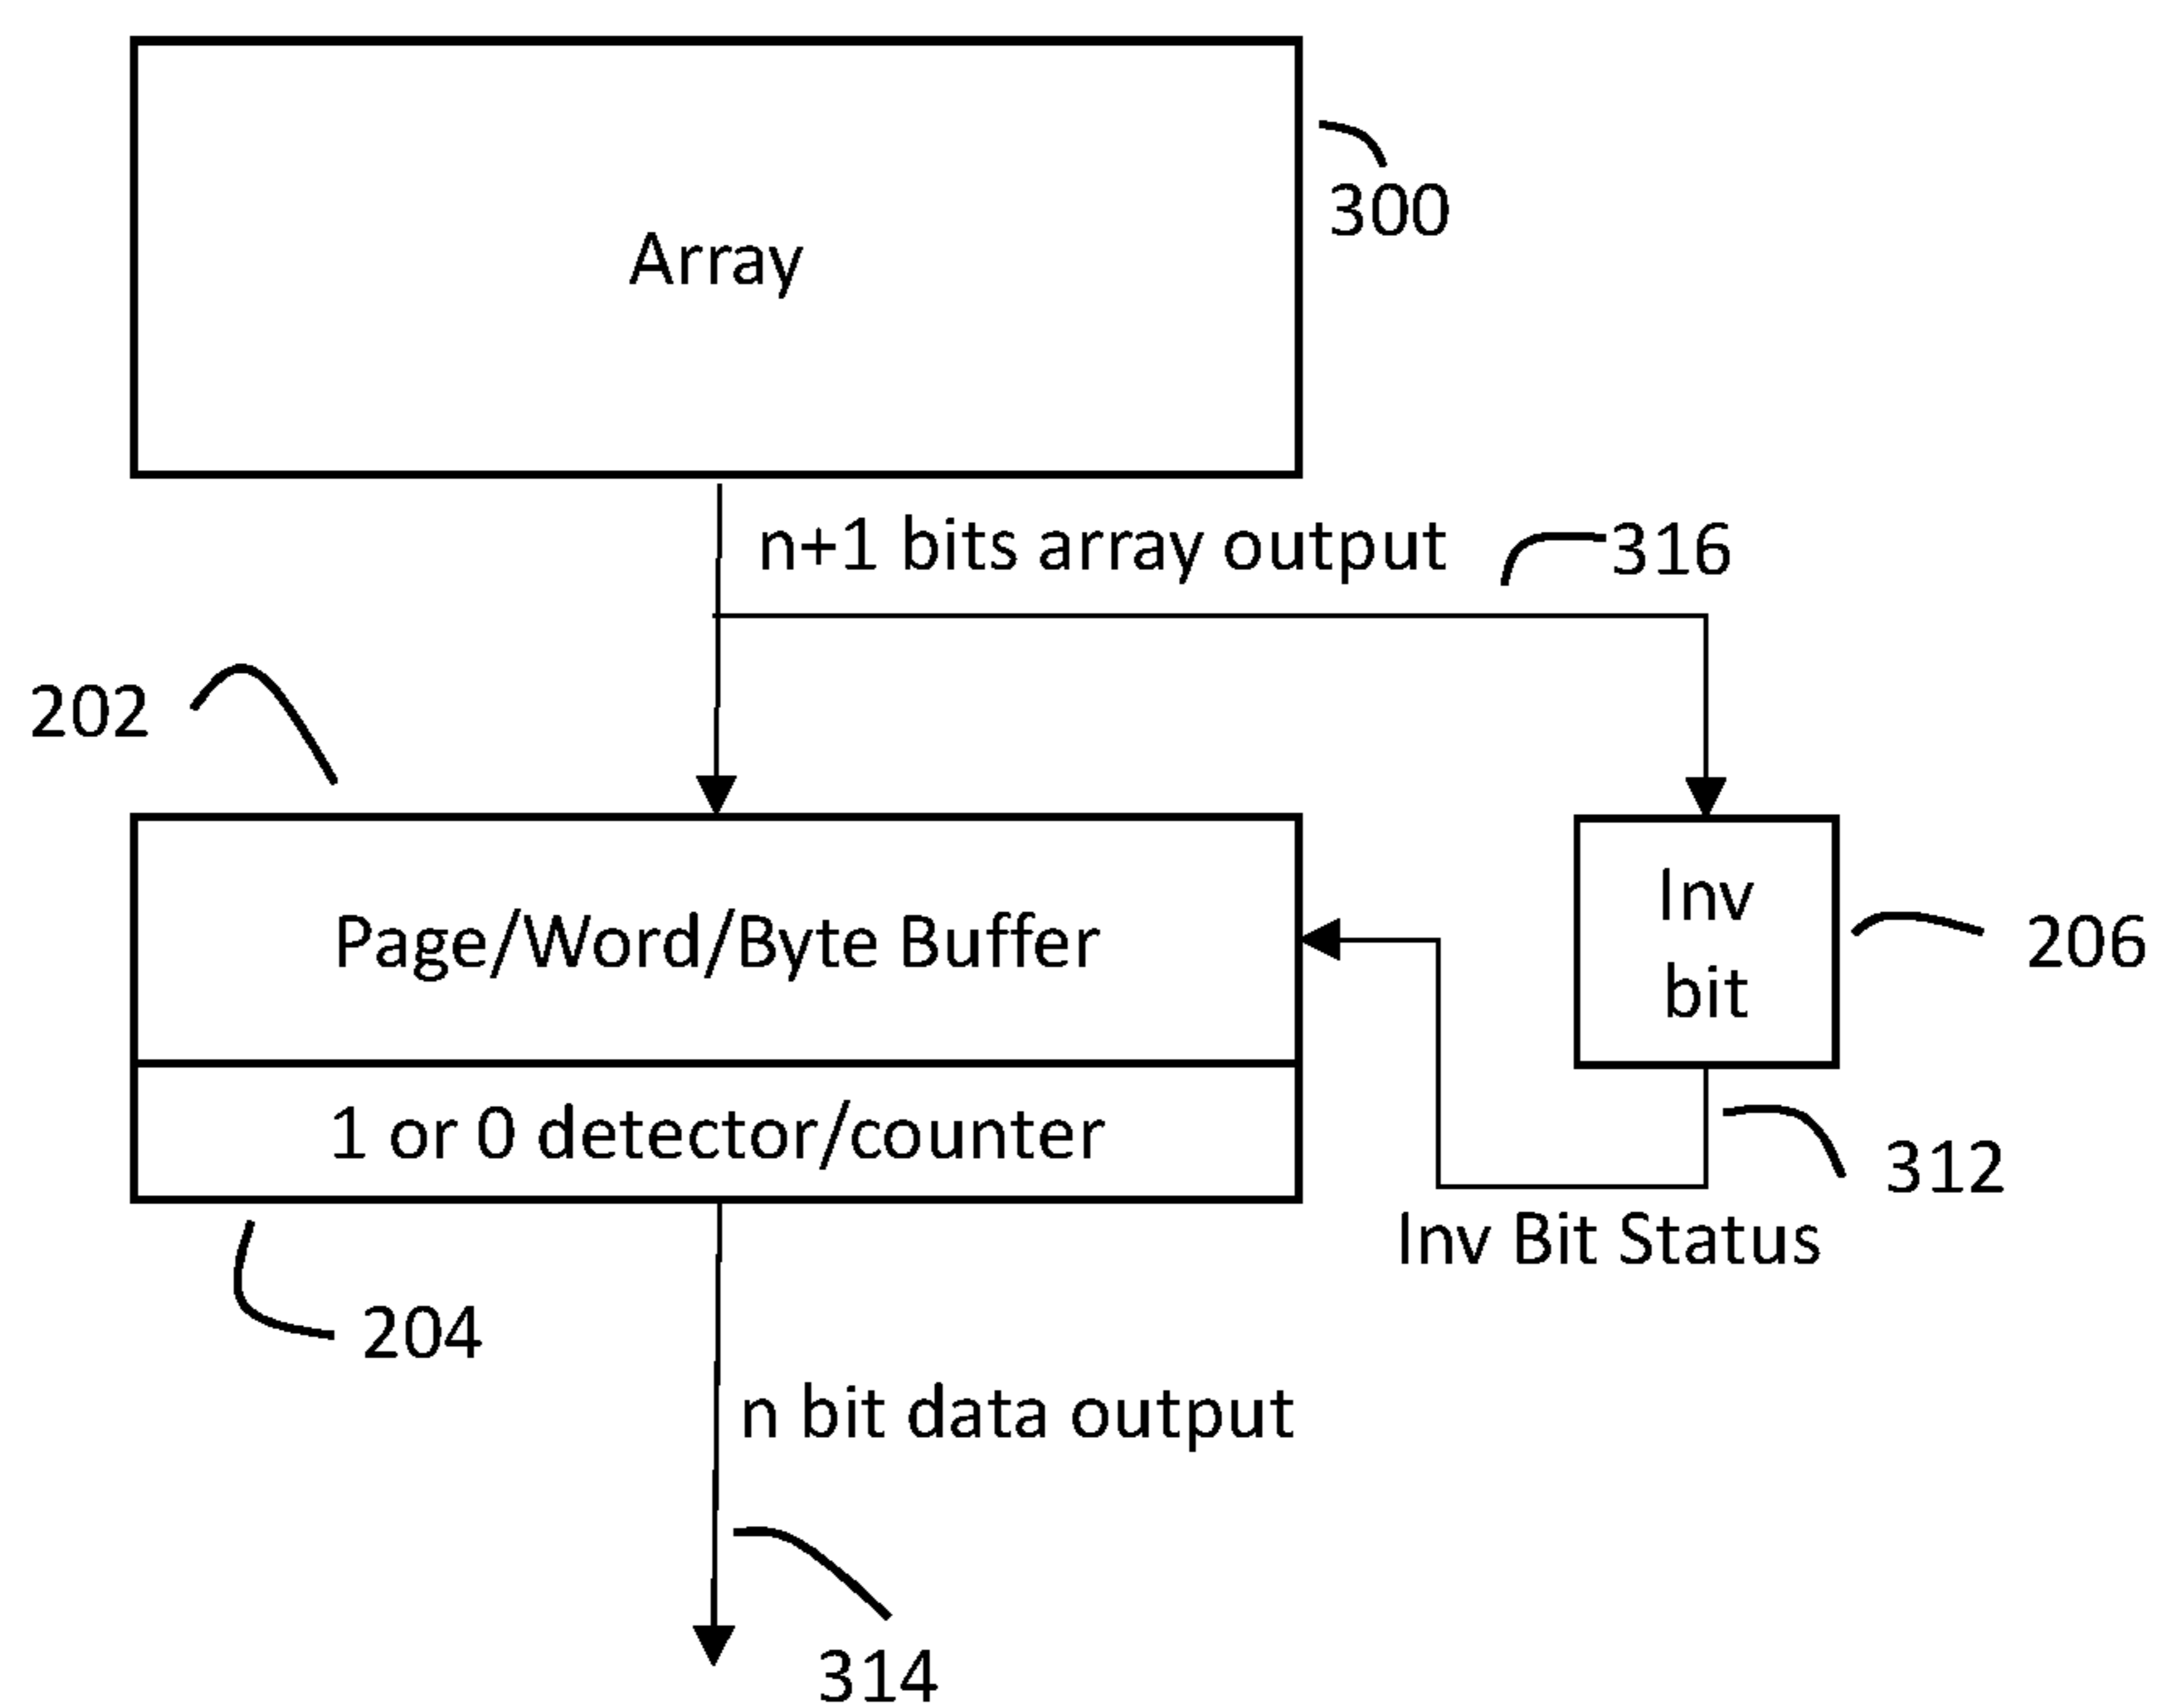 Array
300
n+1 bits array output
316
202
Page/Word/Byte Buffer
Inv
bit
206
1 or 0 detector/counter
312
Inv Bit Status
204
n bit data output
314